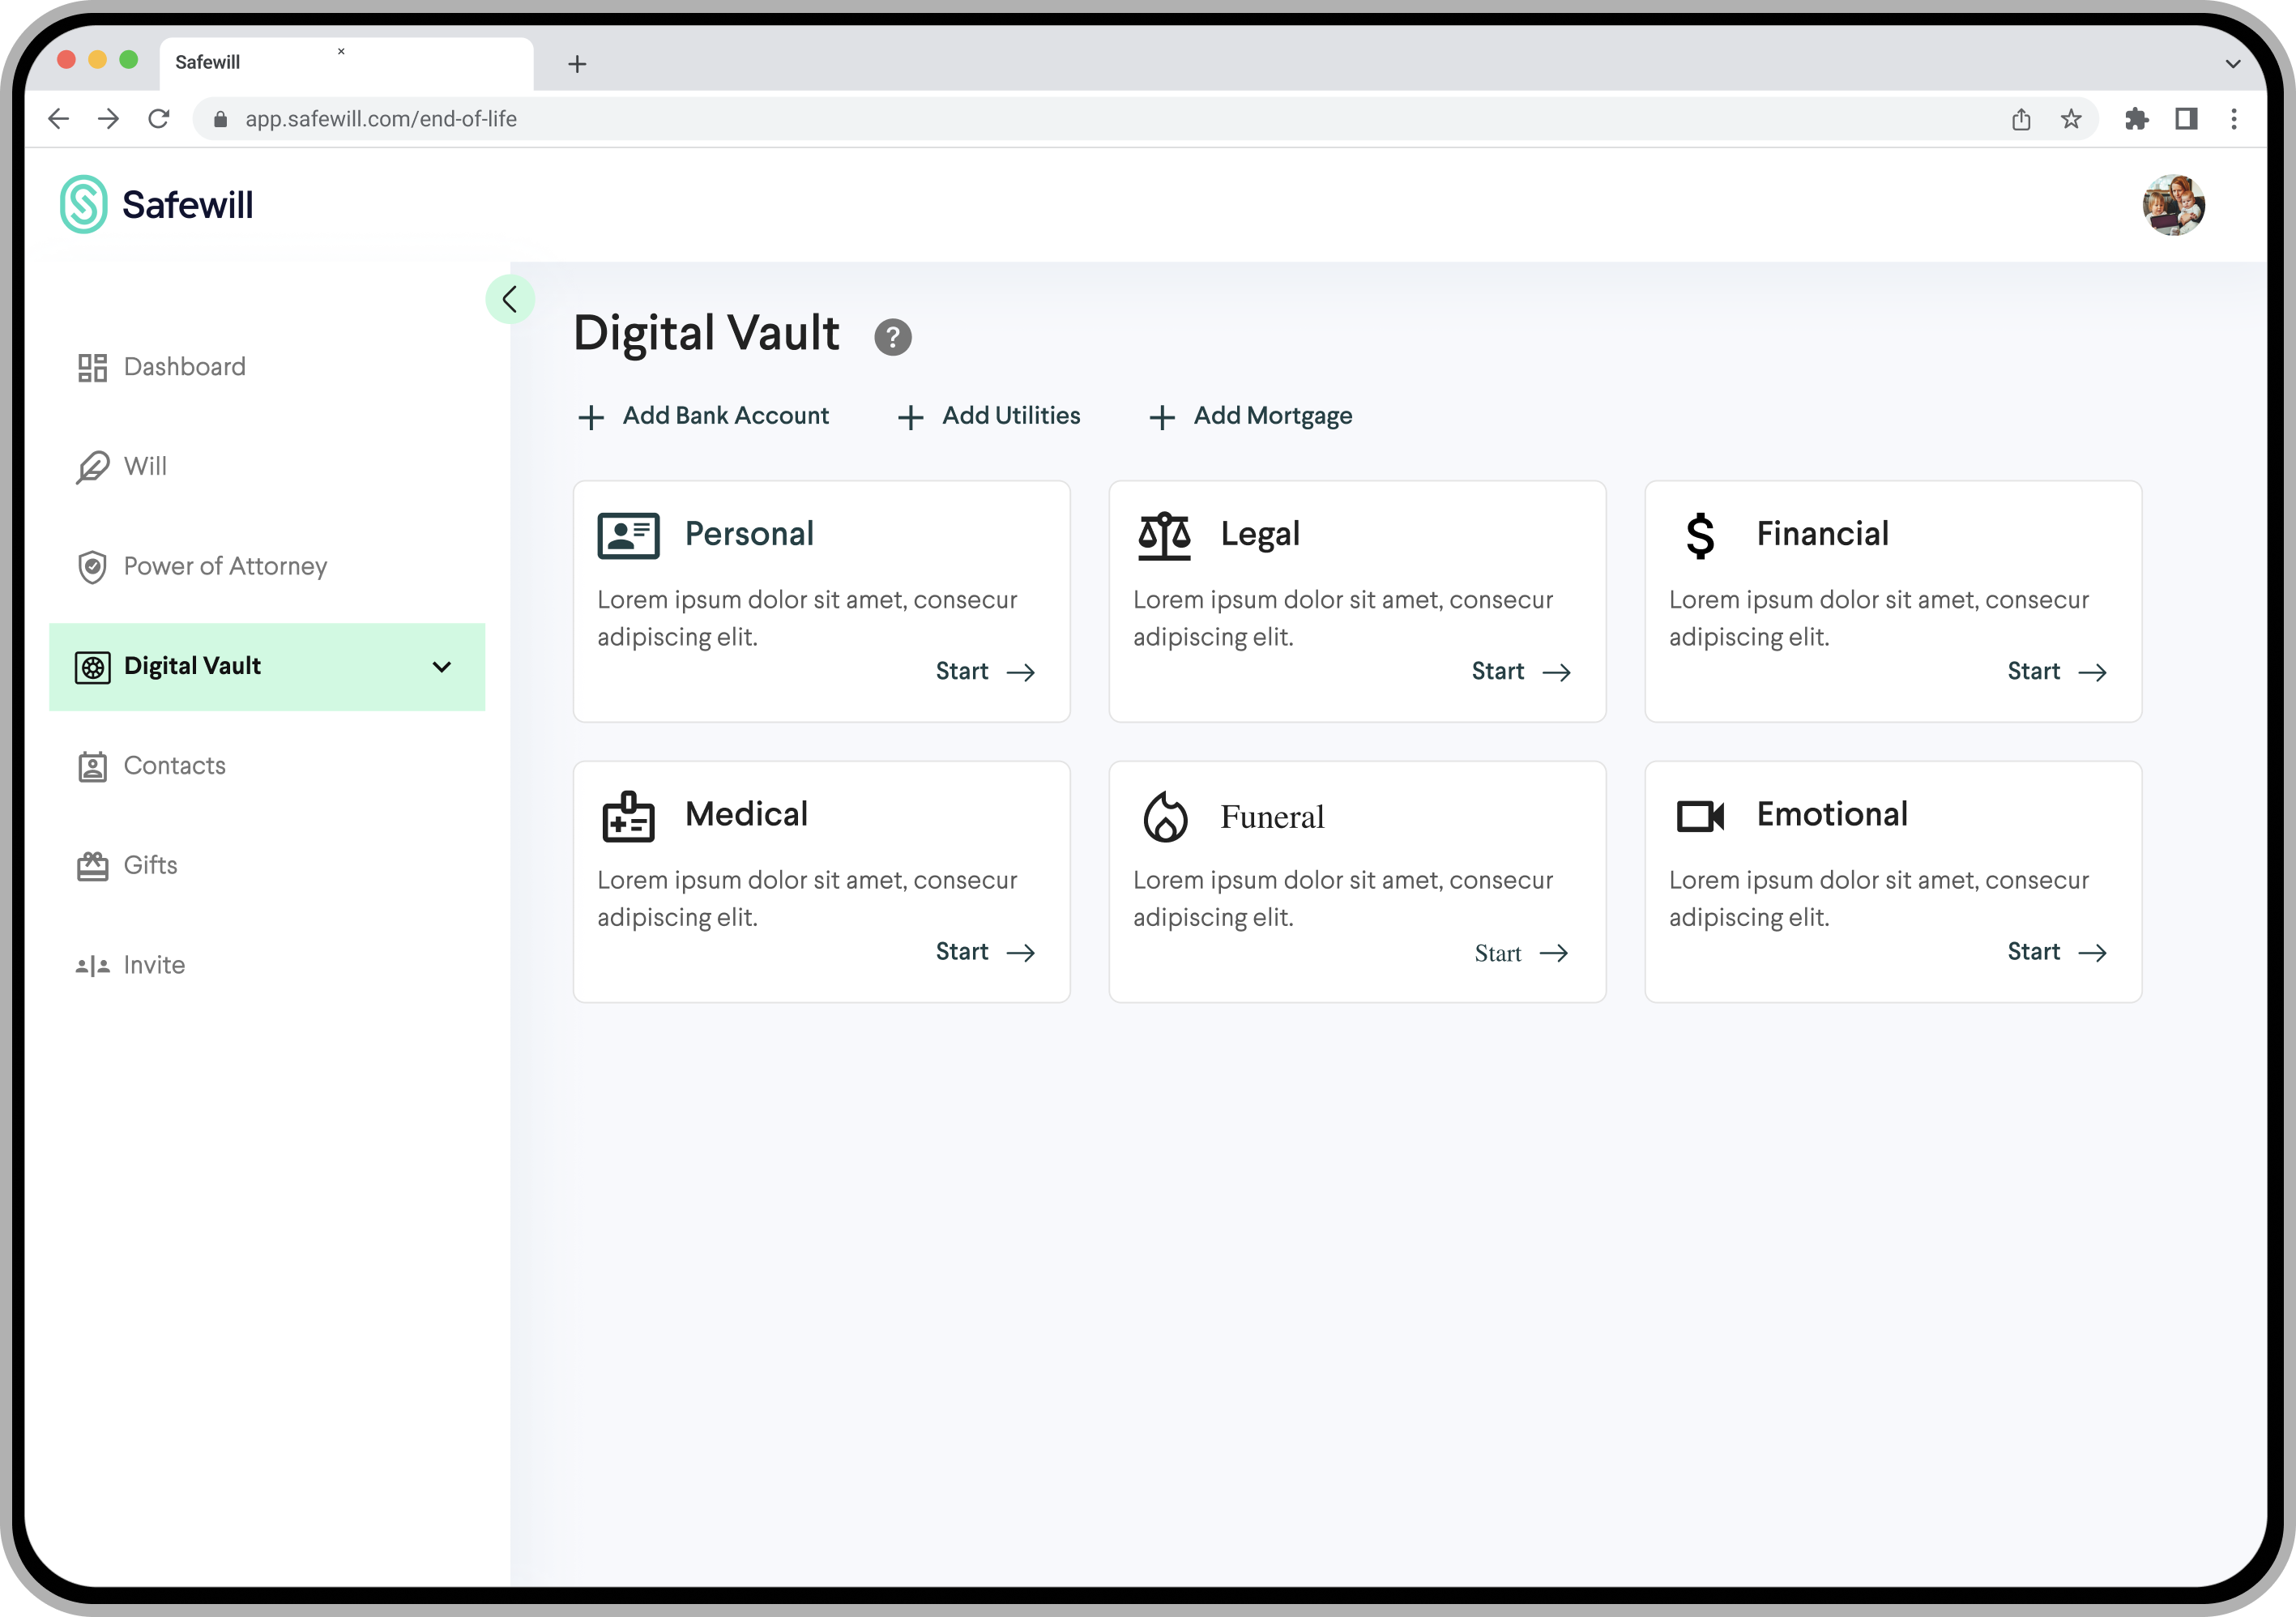 Safewill
app.safewill.com/end-of-life
Safewill
Dashboard
Will
Power of Attorney
Digital Vault
Contacts
Gifts
Invite
Digital Vault ?
+ Add Bank Account
+ Add Utilities
+ Add Mortgage
Personal
Lorem ipsum dolor sit amet, consecur
adipiscing elit.
Start →
Legal
Lorem ipsum dolor sit amet, consecur
adipiscing elit.
Start →
$ Financial
Lorem ipsum dolor sit amet, consecur
adipiscing elit.
Start →
Medical
Lorem ipsum dolor sit amet, consecur
adipiscing elit.
Start →
Funeral
Lorem ipsum dolor sit amet, consecur
adipiscing elit.
Start →
Emotional
Lorem ipsum dolor sit amet, consecur
adipiscing elit.
Start →